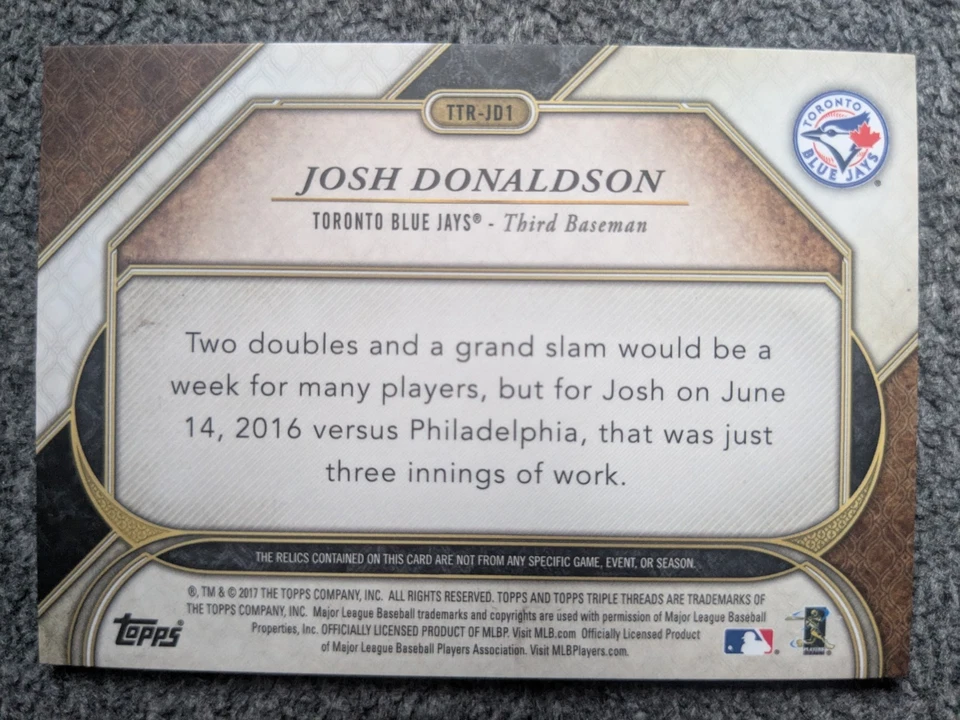 TTR-JD1
TORONTO
BLUE JAYS
JOSH DONALDSON
TORONTO BLUE JAYS® - Third Baseman
Two doubles and a grand slam would be a
week for many players, but for Josh on June
14, 2016 versus Philadelphia, that was just
three innings of work.
THE RELICS CONTAINED ON THIS CARD ARE NOT FROM ANY SPECIFIC GAME, EVENT, OR SEASON.
®, TM & © 2017 THE TOPPS COMPANY, INC. ALL RIGHTS RESERVED. TOPPS AND TOPPS TRIPLE THREADS ARE TRADEMARKS OF
THE TOPPS COMPANY, INC. Major League Baseball trademarks and copyrights are used with permission of Major League Baseball
Properties, Inc. OFFICIALLY LICENSED PRODUCT OF MLBP. Visit MLB.com Officially Licensed Product
of Major League Baseball Players Association. Visit MLBPlayers.com.
topps®
PLAYERS